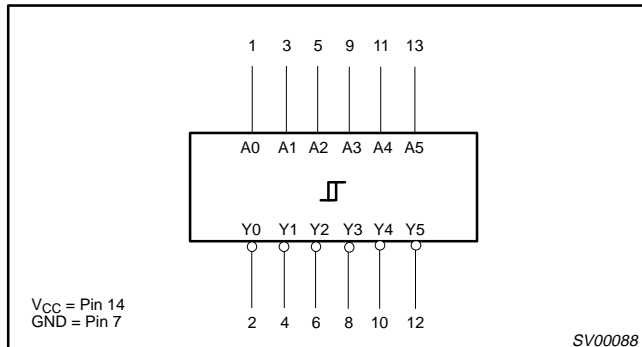 1 3 5 9 11 13
A0 A1 A2 A3 A4 A5
Y0 Y1 Y2 Y3 Y4 Y5
VCC = Pin 14
GND = Pin 7
2 4 6 8 10 12
SV00088